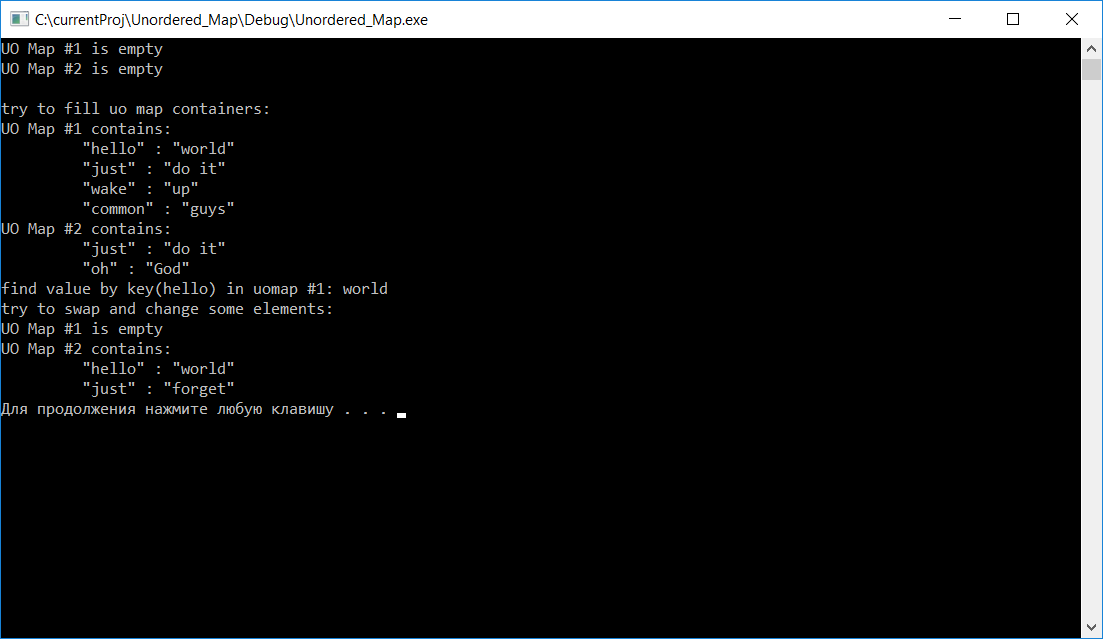 C:\currentProj\Unordered_Map\Debug\Unordered_Map.exe
UO Map #1 is empty
UO Map #2 is empty
try to fill uo map containers:
UO Map #1 contains:
"hello" : "world"
"just" : "do it"
"wake" : "up"
"common" : "guys"
UO Map #2 contains:
"just" : "do it"
"oh" : "God"
find value by key(hello) in uomap #1: world
try to swap and change some elements:
UO Map #1 is empty
UO Map #2 contains:
"hello" : "world"
"just" : "forget"
Для продолжения нажмите любую клавишу . . .